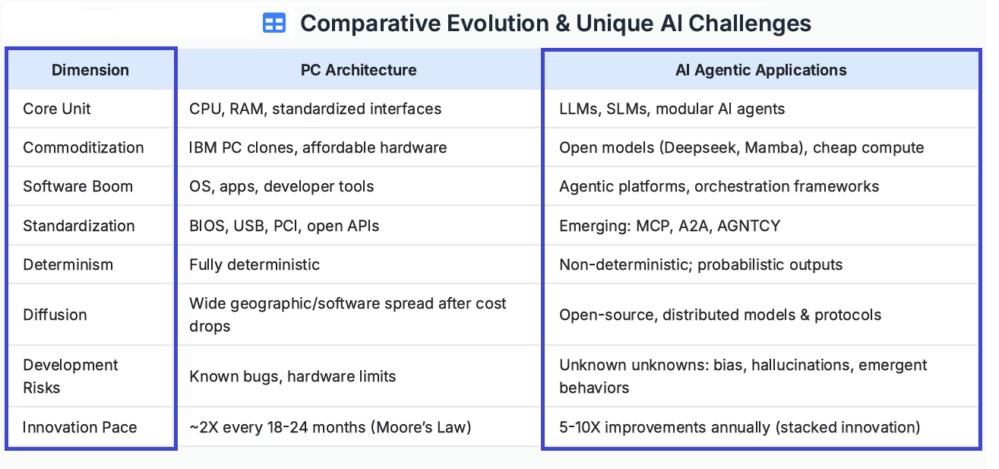 Comparative Evolution & Unique AI Challenges
Dimension PC Architecture AI Agentic Applications
Core Unit CPU, RAM, standardized interfaces LLMs, SLMs, modular AI agents
Commoditization IBM PC clones, affordable hardware Open models (Deepseek, Mamba), cheap compute
Software Boom OS, apps, developer tools Agentic platforms, orchestration frameworks
Standardization BIOS, USB, PCI, open APIs Emerging: MCP, A2A, AGNTCY
Determinism Fully deterministic Non-deterministic; probabilistic outputs
Diffusion Wide geographic/software spread after cost
drops Open-source, distributed models & protocols
Development
Risks Known bugs, hardware limits Unknown unknowns: bias, hallucinations, emergent
behaviors
Innovation Pace ~2X every 18-24 months (Moore’s Law) 5-10X improvements annually (stacked innovation)